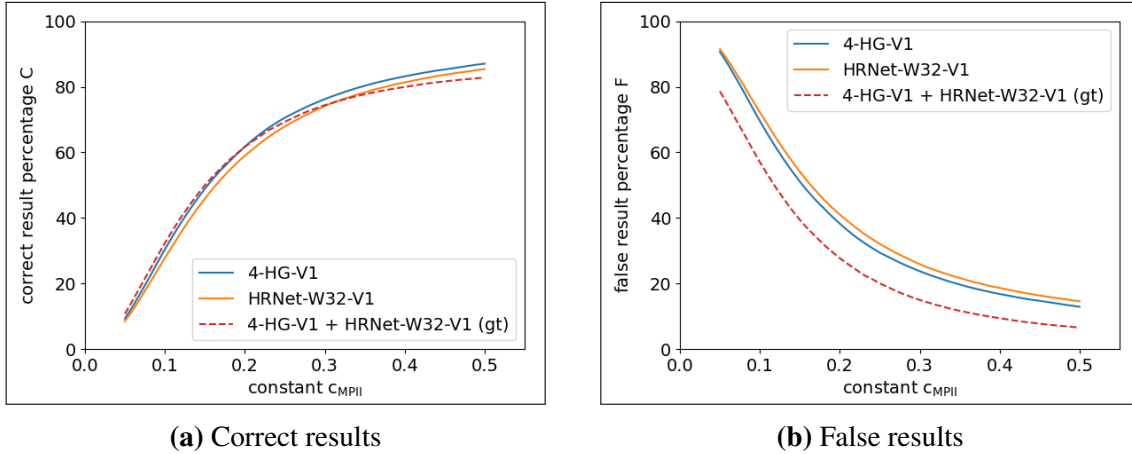 100
80
60
40
20
0
correct result percentage C
4-HG-V1
HRNet-W32-V1
4-HG-V1 + HRNet-W32-V1 (gt)
0.0 0.1 0.2 0.3 0.4 0.5
constant c_MPII
(a) Correct results
100
80
60
40
20
0
false result percentage F
4-HG-V1
HRNet-W32-V1
4-HG-V1 + HRNet-W32-V1 (gt)
0.0 0.1 0.2 0.3 0.4 0.5
constant c_MPII
(b) False results